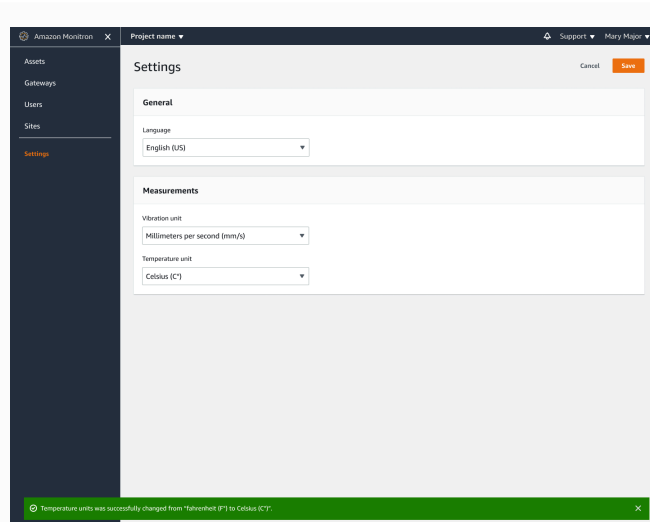 Amazon Monitron
Project name
Support
Mary Major
Assets
Gateways
Users
Sites
Settings
Settings
Cancel
Save
General
Language
English (US)
Measurements
Vibration unit
Millimeters per second (mm/s)
Temperature unit
Celsius (C°)
Temperature units was successfully changed from "fahrenheit (F°) to Celsius (C°)".